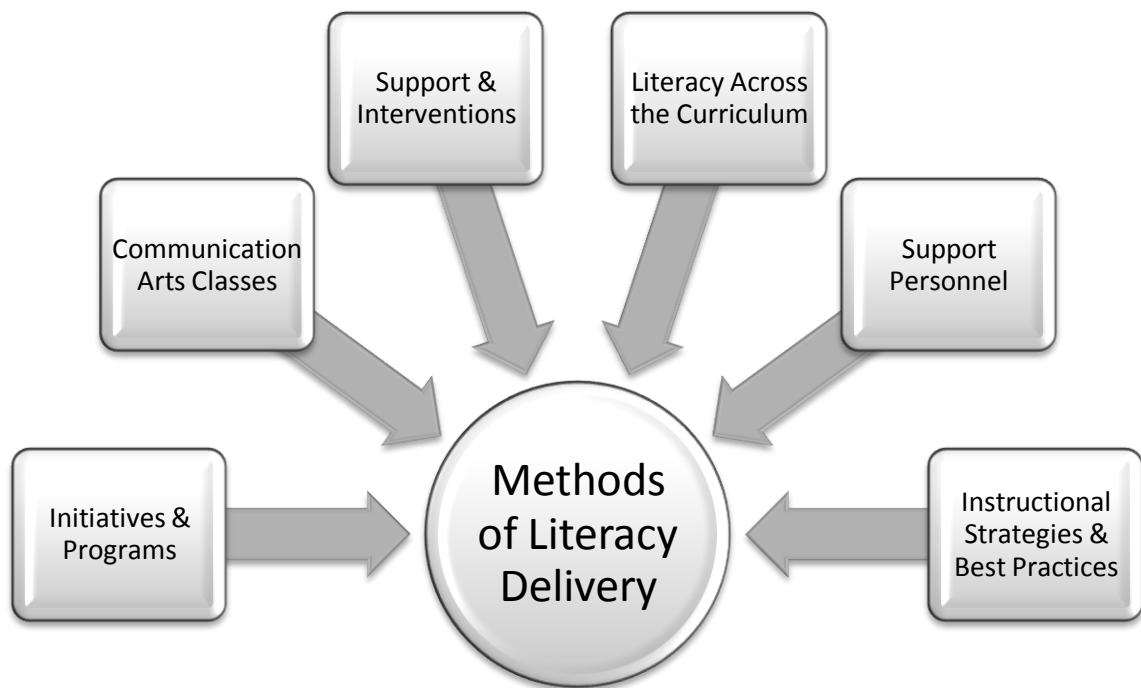 Support &
Interventions
Literacy Across
the Curriculum
Communication
Arts Classes
Support
Personnel
Initiatives &
Programs
Methods
of Literacy
Delivery
Instructional
Strategies &
Best Practices